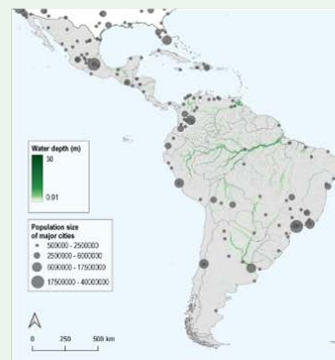 Water depth (m)
30
0.01
Population size
of major cities
500000 - 2500000
2500000 - 6000000
6000000 - 17500000
17500000 - 40000000
0 250 500 km